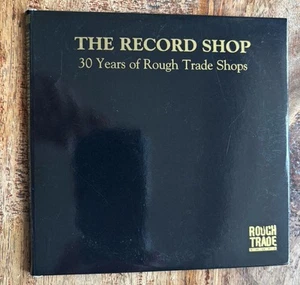 THE RECORD SHOP
30 Years of Rough Trade Shops
ROUGH
TRADE